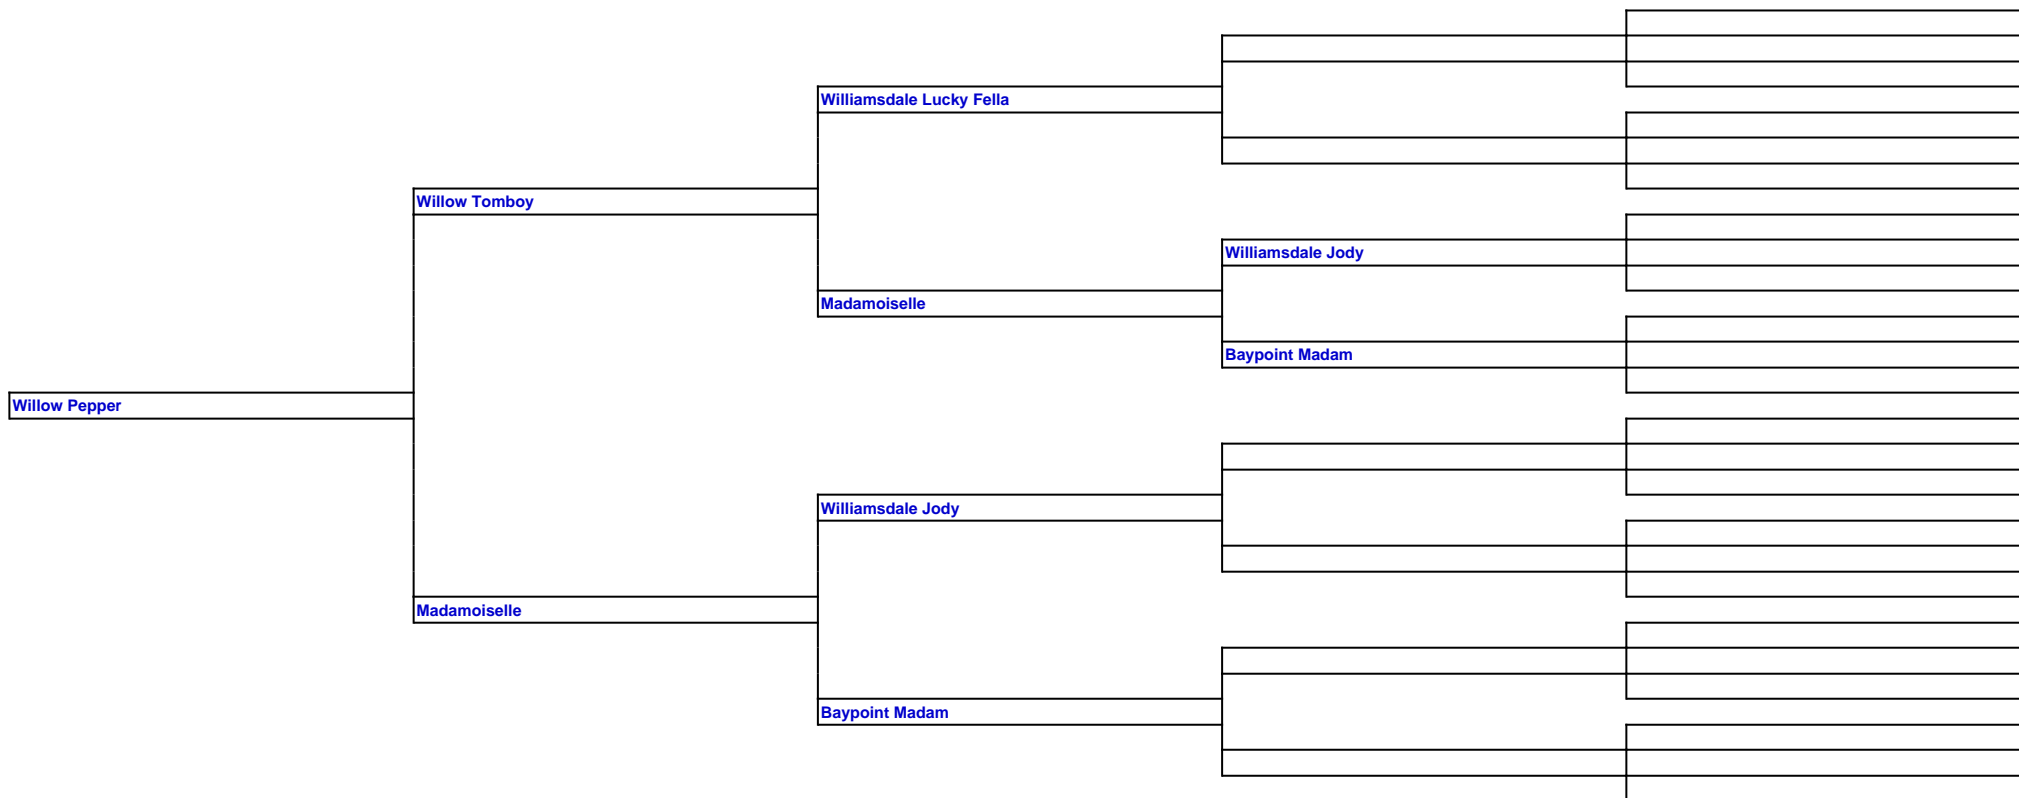 Williamsdale Lucky Fella
Willow Tomboy
Williamsdale Jody
Madamoiselle
Baypoint Madam
Willow Pepper
Williamsdale Jody
Madamoiselle
Baypoint Madam